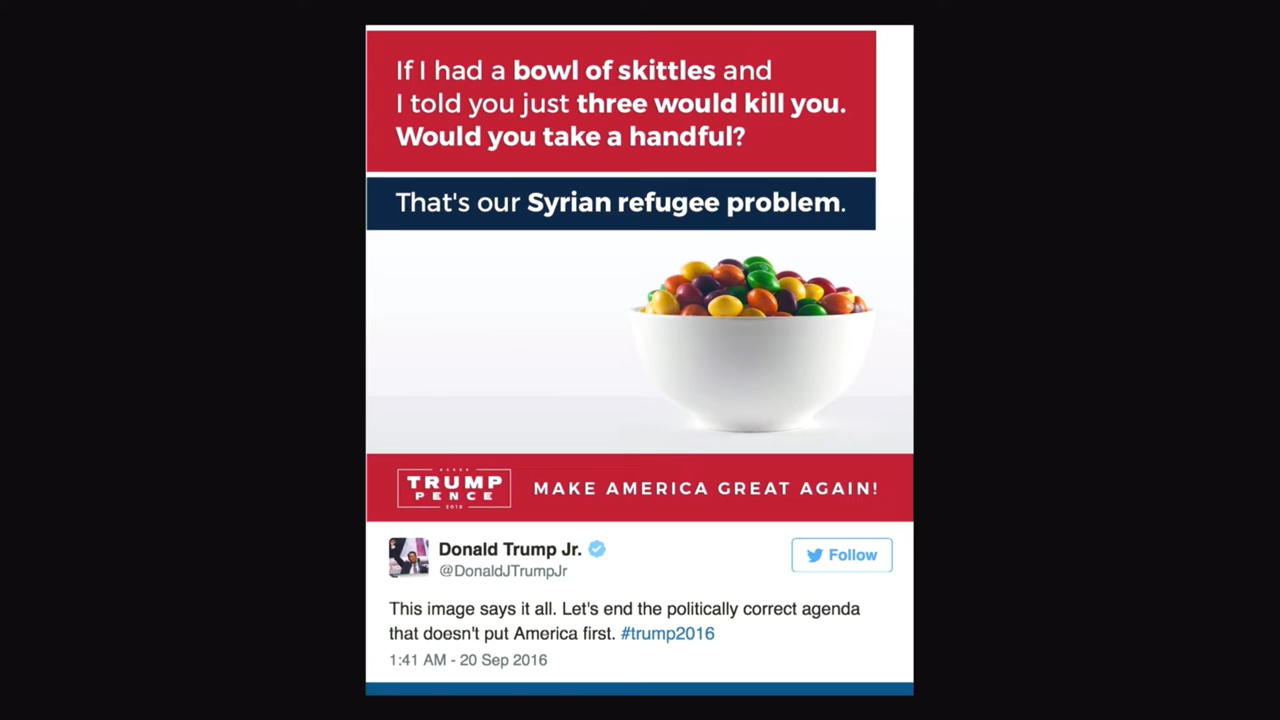 If I had a bowl of skittles and
I told you just three would kill you.
Would you take a handful?
That's our Syrian refugee problem.
TRUMP
PENCE
2016
MAKE AMERICA GREAT AGAIN!
Donald Trump Jr.
@DonaldJTrumpJr
Follow
This image says it all. Let's end the politically correct agenda
that doesn't put America first. #trump2016
1:41 AM - 20 Sep 2016